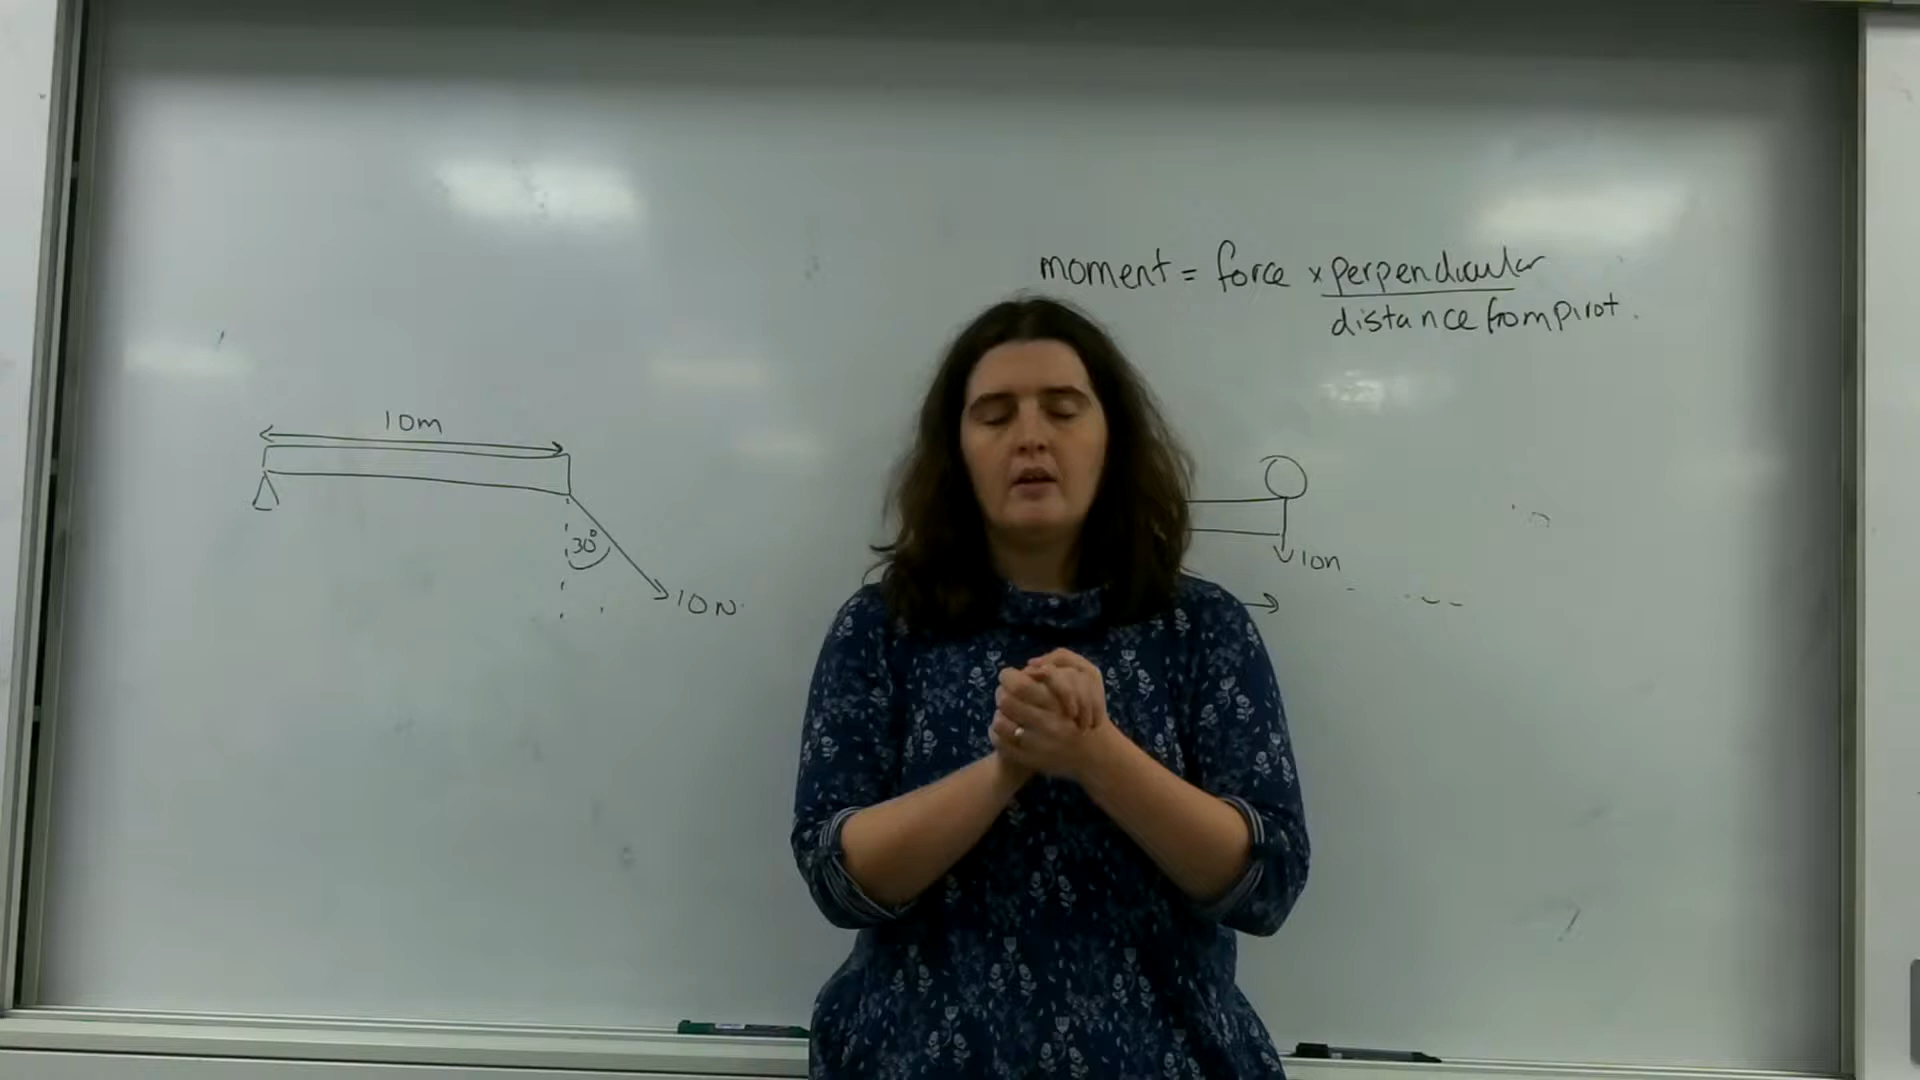 moment = force x perpendicular
distance from pivot.
10m
30°
10N
10n